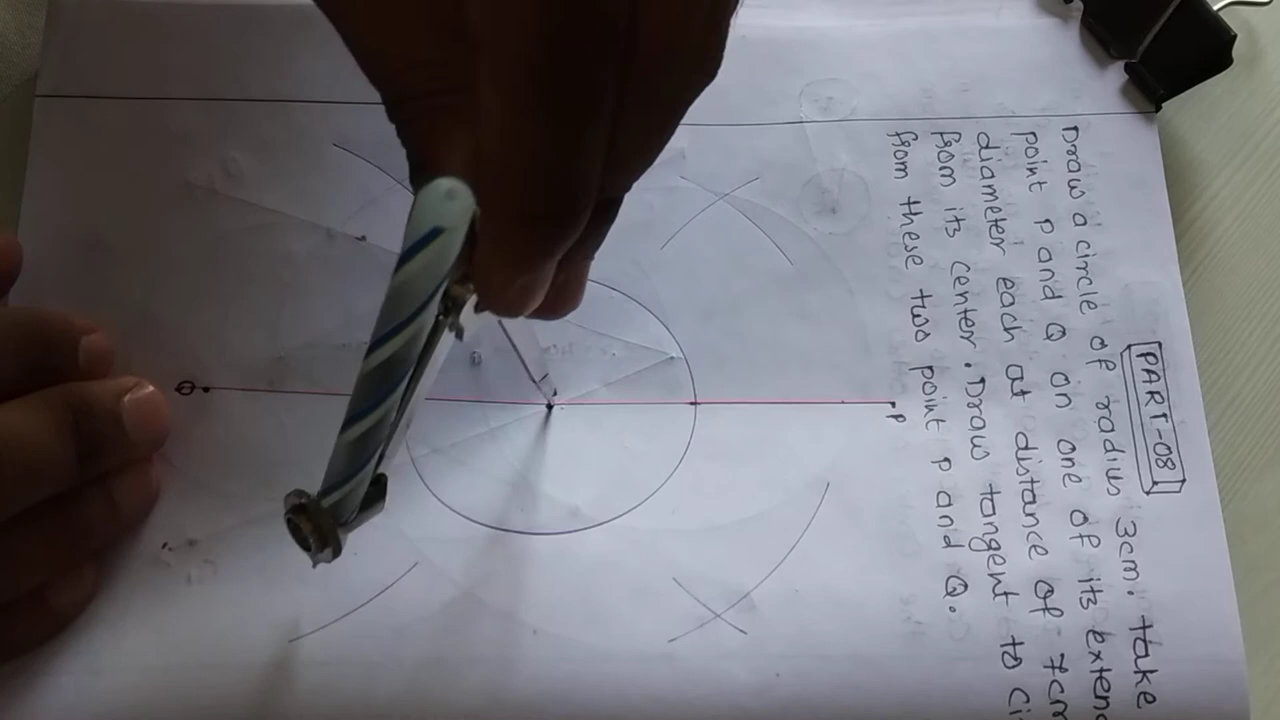 PART-08
Draw a circle of radius 3cm. take
point p and Q on one of its extend
diameter each at distance of 7cm
from its center. Draw tangent to ci
from these two point p and Q.
P
Q